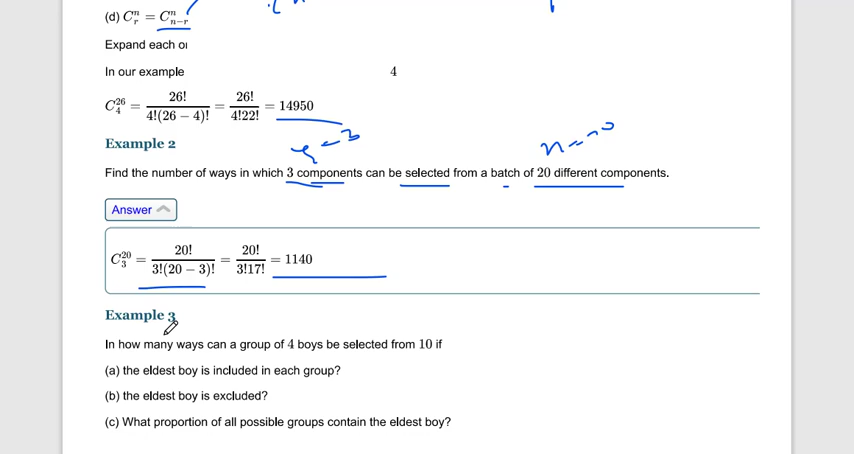 (d) C^n_r = C^n_{n-r}
Expand each o
In our example 4
C^26_4 = 26!/4!(26 − 4)! = 26!/4!22! = 14950
Example 2
r = 3 n = 20
Find the number of ways in which 3 components can be selected from a batch of 20 different components.
Answer
C^20_3 = 20!/3!(20 − 3)! = 20!/3!17! = 1140
Example 3
In how many ways can a group of 4 boys be selected from 10 if
(a) the eldest boy is included in each group?
(b) the eldest boy is excluded?
(c) What proportion of all possible groups contain the eldest boy?